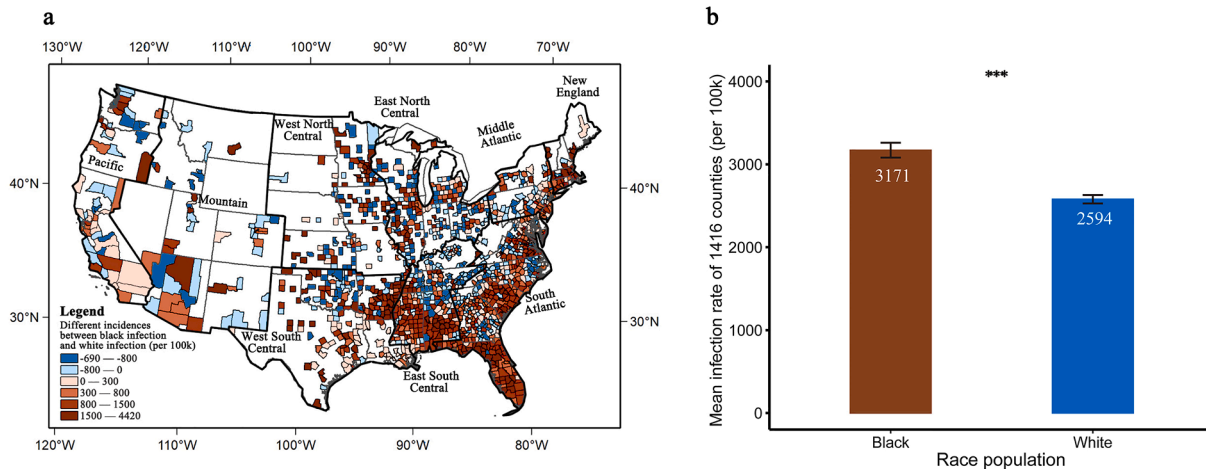 a
130°W 120°W 110°W 100°W 90°W 80°W 70°W
New
England
East North
Central
West North
Central
Middle
Atlantic
Pacific
40°N
40°N
Mountain
South
Atlantic
30°N
30°N
Legend
Different incidences
between black infection
and white infection (per 100k)
-690 — -800
-800 — 0
0 — 300
300 — 800
800 — 1500
1500 — 4420
West South
Central
East South
Central
120°W 110°W 100°W 90°W 80°W
b
Mean infection rate of 1416 counties (per 100k)
4000
3000
2000
1000
0
***
3171
2594
Black White
Race population